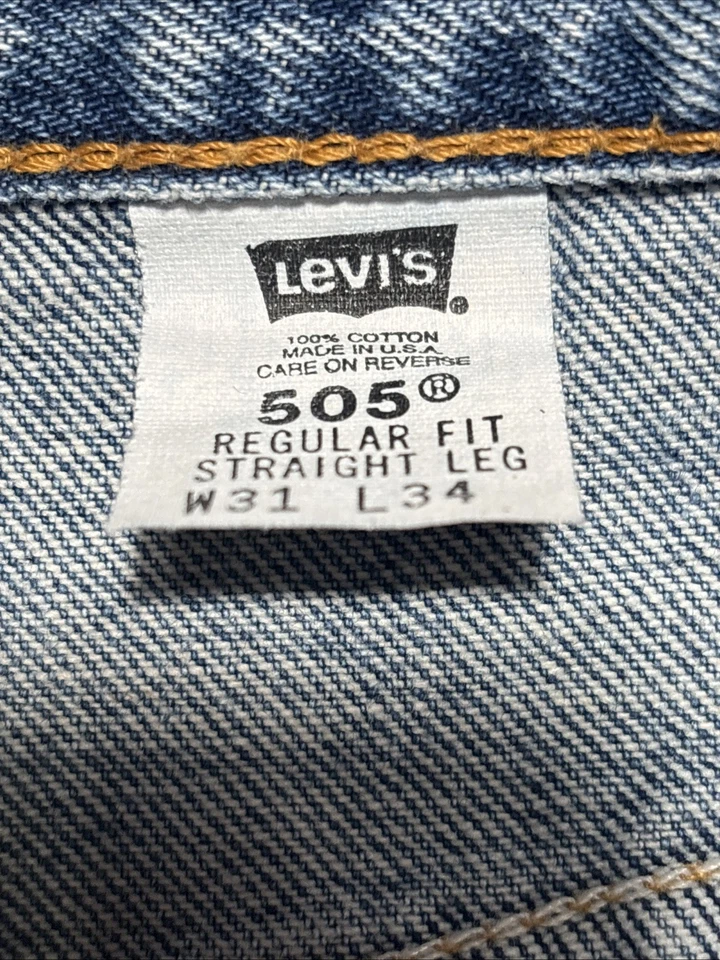 LEVI'S
®
100% COTTON
MADE IN U.S.A.
CARE ON REVERSE
505®
REGULAR FIT
STRAIGHT LEG
W31 L34